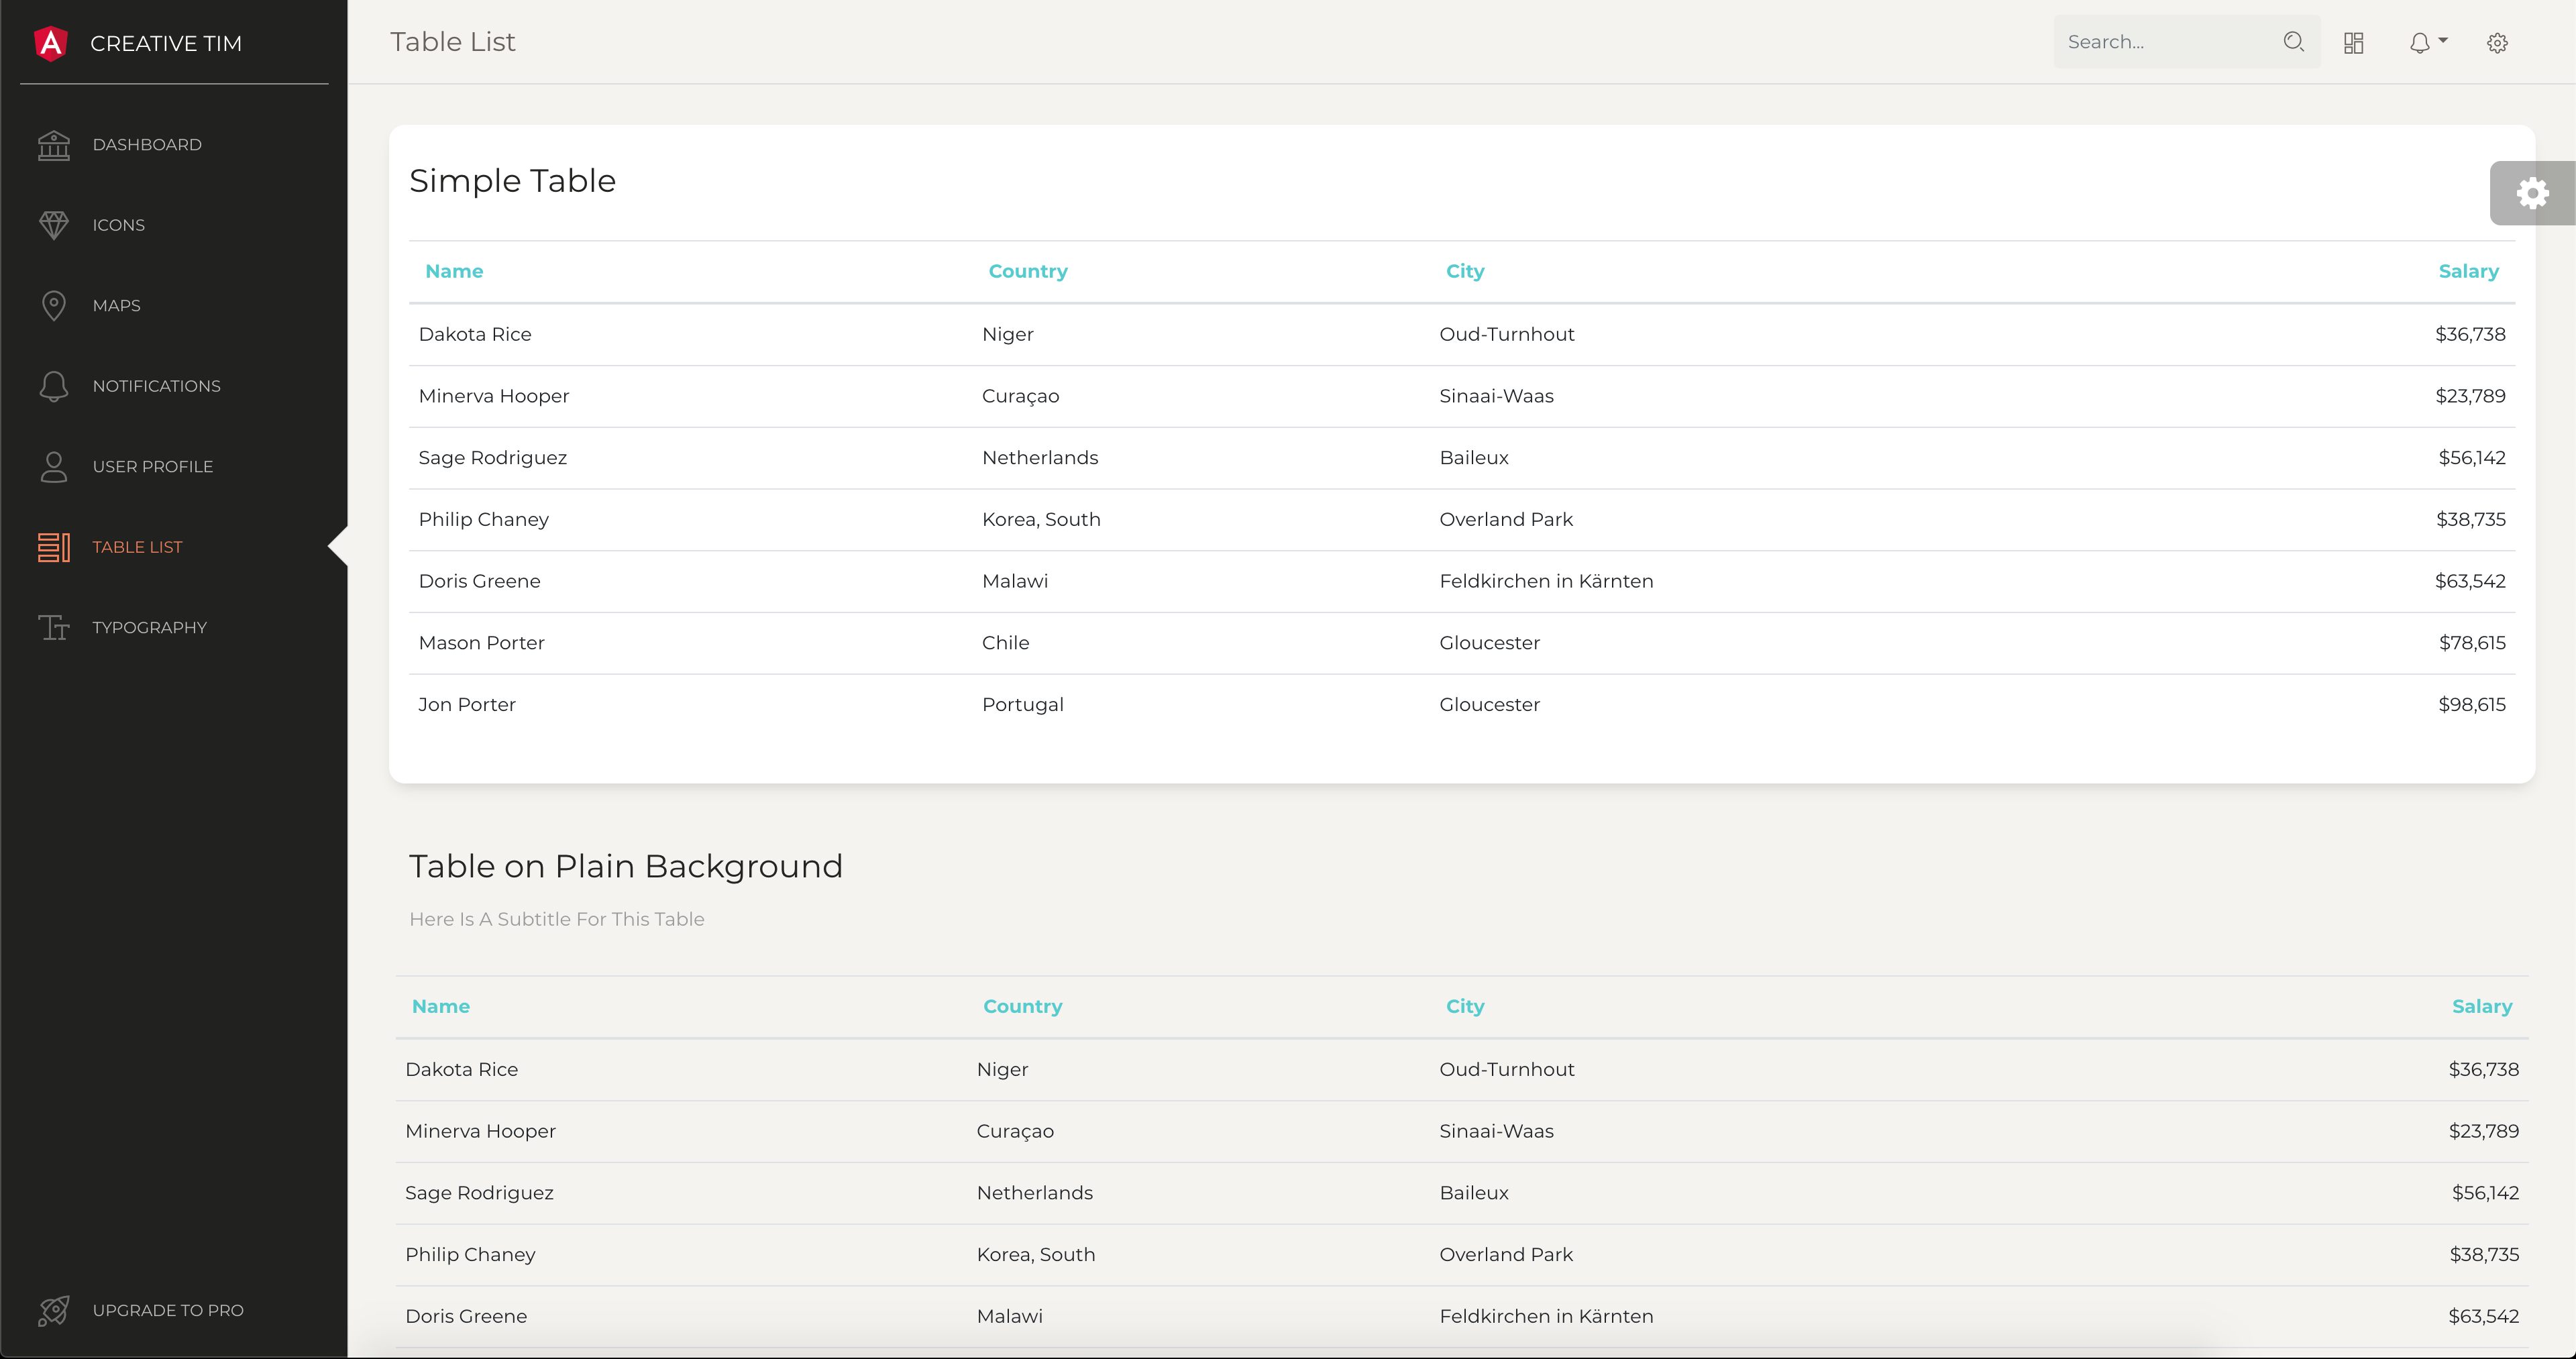 CREATIVE TIM
DASHBOARD
ICONS
MAPS
NOTIFICATIONS
USER PROFILE
TABLE LIST
TYPOGRAPHY
UPGRADE TO PRO
Table List
Search...
Simple Table
Name Country City Salary
Dakota Rice Niger Oud-Turnhout $36,738
Minerva Hooper Curaçao Sinaai-Waas $23,789
Sage Rodriguez Netherlands Baileux $56,142
Philip Chaney Korea, South Overland Park $38,735
Doris Greene Malawi Feldkirchen in Kärnten $63,542
Mason Porter Chile Gloucester $78,615
Jon Porter Portugal Gloucester $98,615
Table on Plain Background
Here Is A Subtitle For This Table
Name Country City Salary
Dakota Rice Niger Oud-Turnhout $36,738
Minerva Hooper Curaçao Sinaai-Waas $23,789
Sage Rodriguez Netherlands Baileux $56,142
Philip Chaney Korea, South Overland Park $38,735
Doris Greene Malawi Feldkirchen in Kärnten $63,542